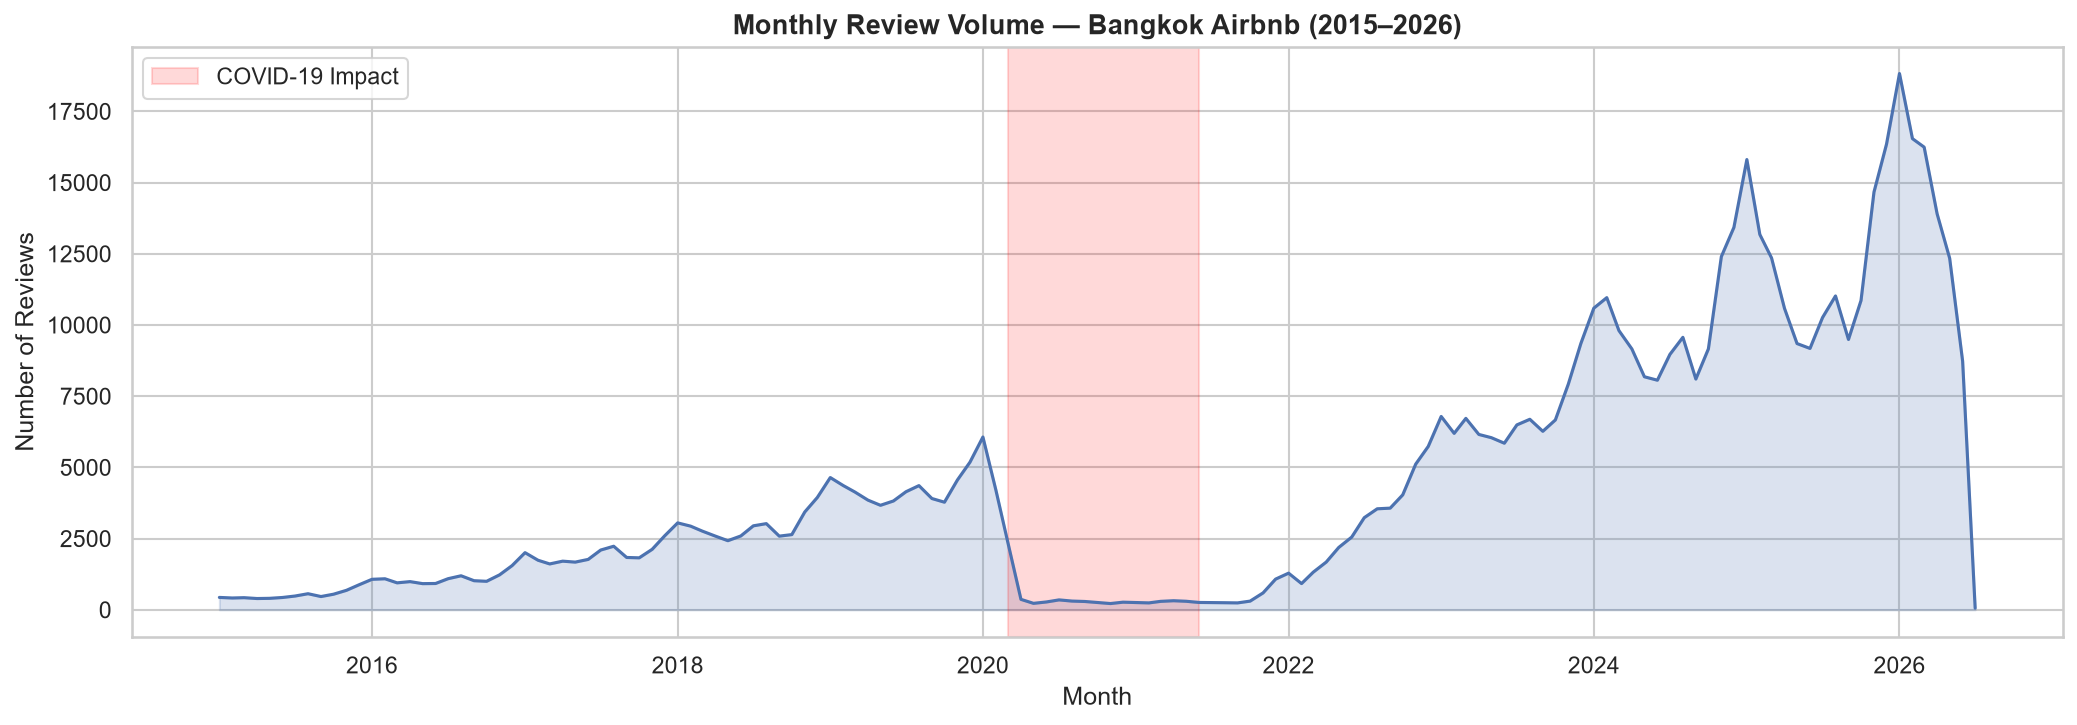 Monthly Review Volume — Bangkok Airbnb (2015–2026)
COVID-19 Impact
Number of Reviews
17500
15000
12500
10000
7500
5000
2500
0
2016 2018 2020 2022 2024 2026
Month